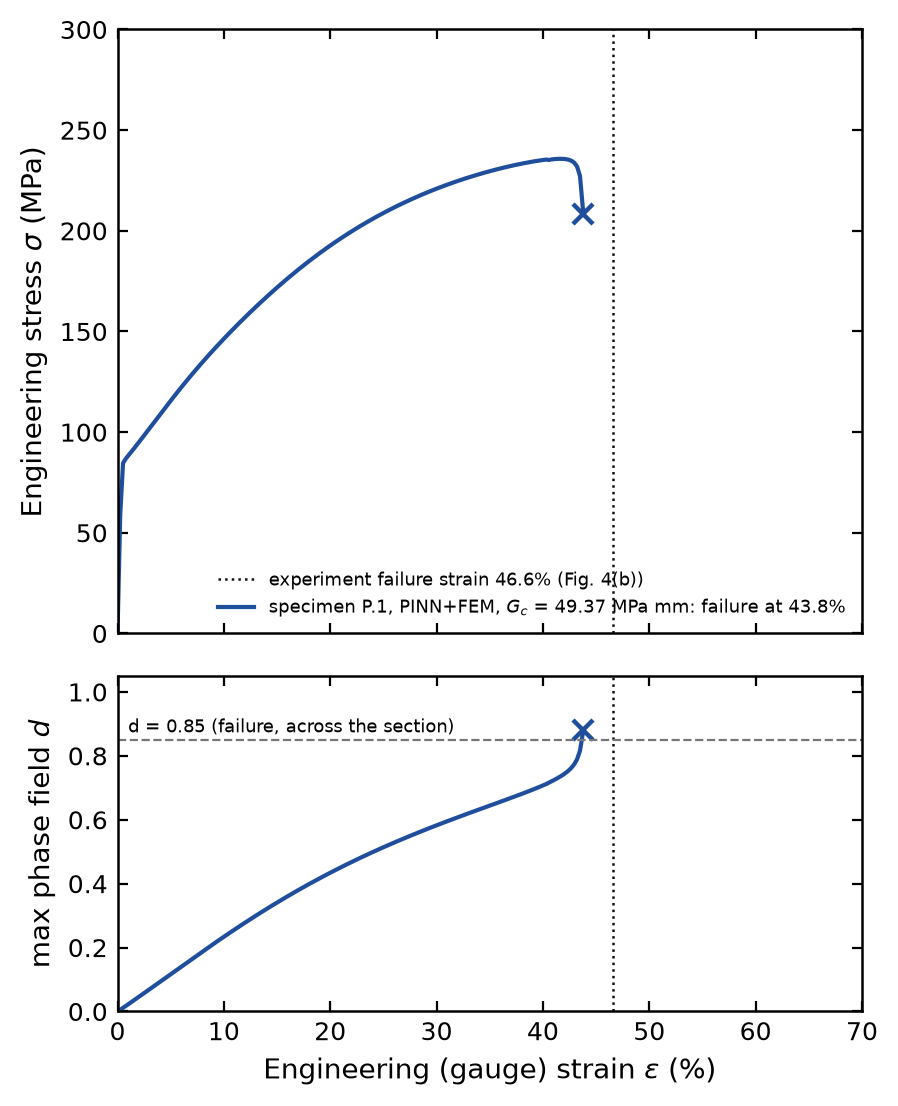 300
250
200
150
100
50
0
Engineering stress σ (MPa)
experiment failure strain 46.6% (Fig. 4(b))
specimen P.1, PINN+FEM, G_c = 49.37 MPa mm: failure at 43.8%
1.0
0.8
0.6
0.4
0.2
0.0
max phase field d
d = 0.85 (failure, across the section)
0 10 20 30 40 50 60 70
Engineering (gauge) strain ε (%)